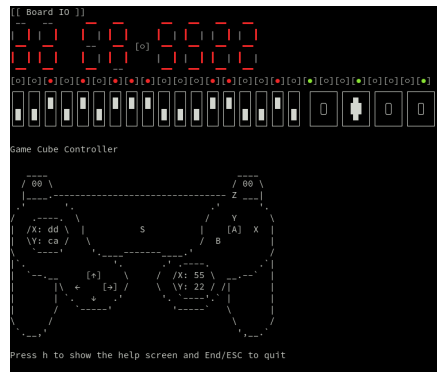 [[ Board IO ]]
Game Cube Controller
/ 00 \ / 00 \
Z
Y
/X: dd S [A] X
\Y: ca B
[↑] /X: 55
← [→] \Y: 22
↓
Press h to show the help screen and End/ESC to quit